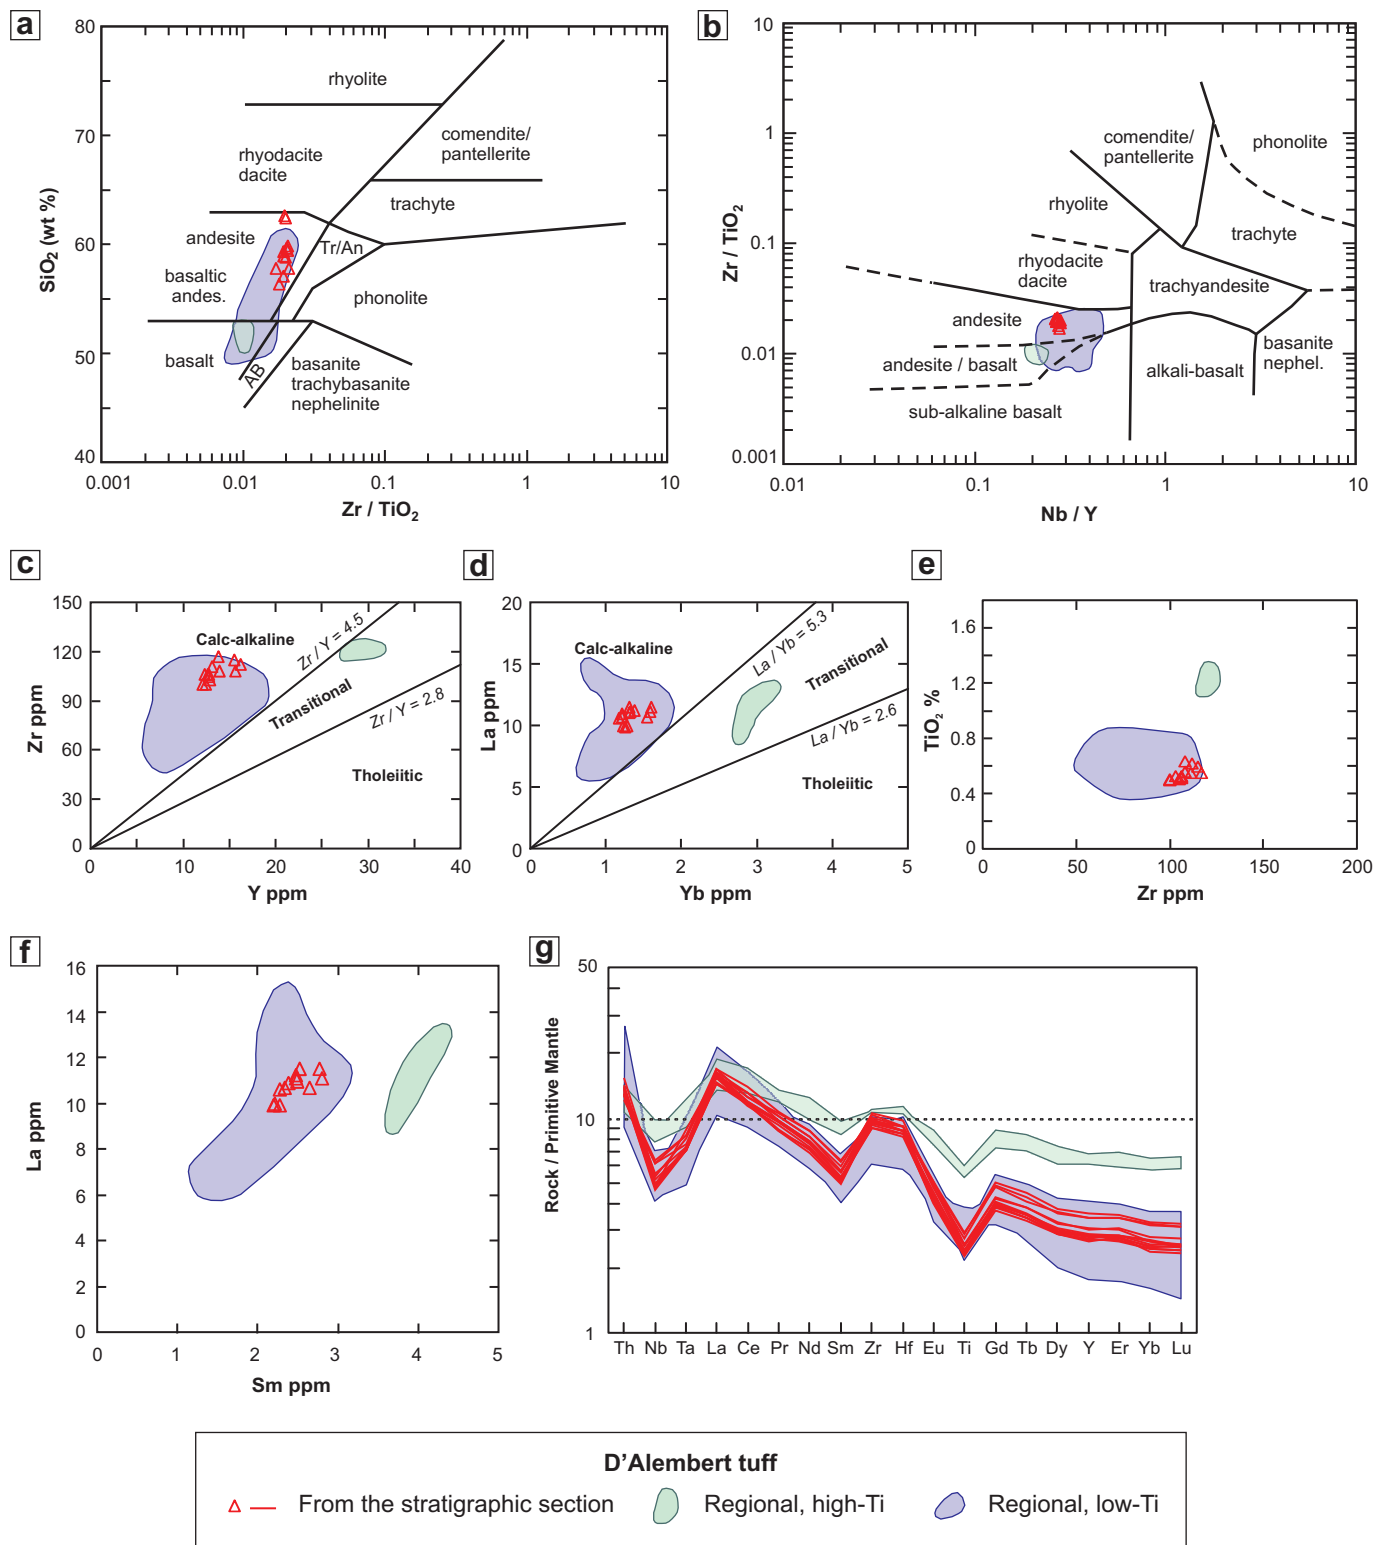 a
80
70
60
50
40
SiO2 (wt %)
rhyolite
comendite/
pantellerite
rhyodacite
dacite
trachyte
andesite
Tr/An
basaltic
andes.
phonolite
basalt
AB
basanite
trachybasanite
nephelinite
0.001
0.01
0.1
1
10
Zr / TiO2
b
10
1
0.1
0.01
0.001
Zr / TiO2
comendite/
pantellerite
phonolite
rhyolite
trachyte
rhyodacite
dacite
trachyandesite
andesite
andesite / basalt
alkali-basalt
basanite
nephel.
sub-alkaline basalt
0.01
0.1
1
10
Nb / Y
c
150
120
90
60
30
0
Zr ppm
Calc-alkaline
Zr / Y = 4.5
Transitional
Zr / Y = 2.8
Tholeiitic
0
10
20
30
40
Y ppm
d
20
15
10
5
0
La ppm
Calc-alkaline
La / Yb = 5.3
Transitional
La / Yb = 2.6
Tholeiitic
0
1
2
3
4
5
Yb ppm
e
1.6
1.2
0.8
0.4
0
TiO2 %
0
50
100
150
200
Zr ppm
f
16
14
12
10
8
6
4
2
0
La ppm
0
1
2
3
4
5
Sm ppm
g
50
10
1
Rock / Primitive Mantle
Th Nb Ta La Ce Pr Nd Sm Zr Hf Eu Ti Gd Tb Dy Y Er Yb Lu
D’Alembert tuff
From the stratigraphic section
Regional, high-Ti
Regional, low-Ti